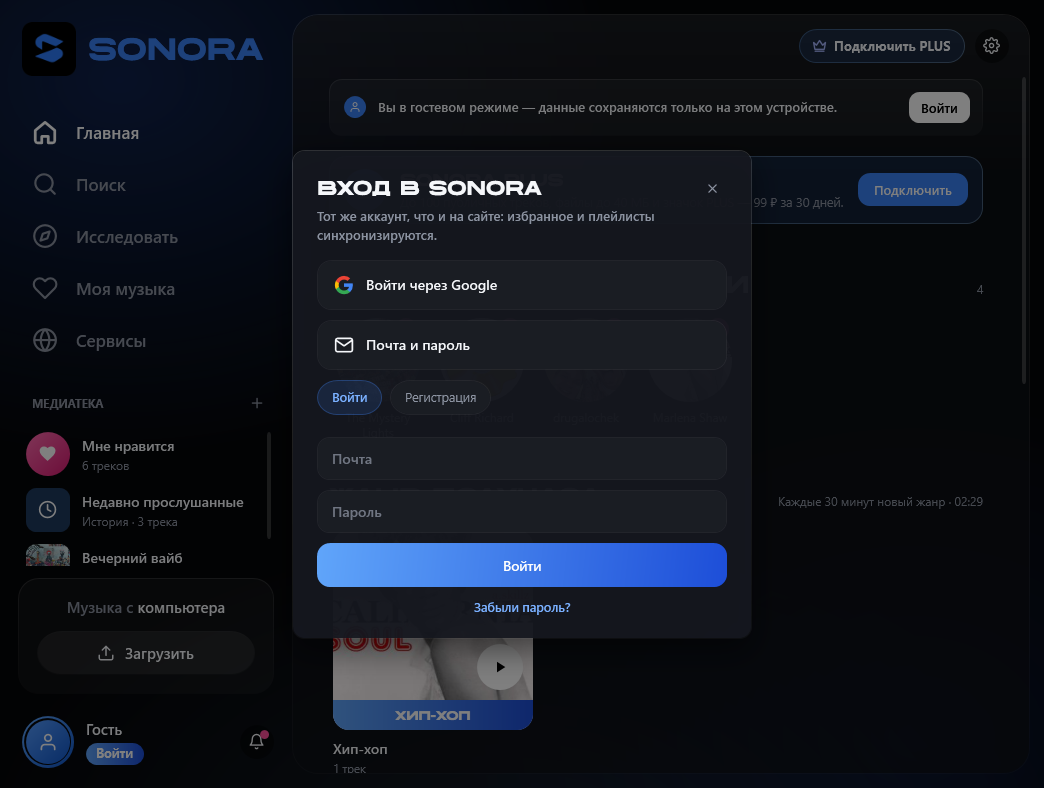 SONORA
Подключить PLUS
Вы в гостевом режиме — данные сохраняются только на этом устройстве.
Войти
Главная
Поиск
Исследовать
Моя музыка
Сервисы
МЕДИАТЕКА
Мне нравится
6 треков
Недавно прослушанные
История · 3 трека
Вечерний вайб
Музыка с компьютера
Загрузить
Гость
Войти
99 ₽ за 30 дней.
Подключить
4
ВХОД В SONORA
Тот же аккаунт, что и на сайте: избранное и плейлисты
синхронизируются.
Войти через Google
Почта и пароль
Войти
Регистрация
Почта
Пароль
Войти
Забыли пароль?
Каждые 30 минут новый жанр · 02:29
SOUL
ХИП-ХОП
Хип-хоп
1 трек